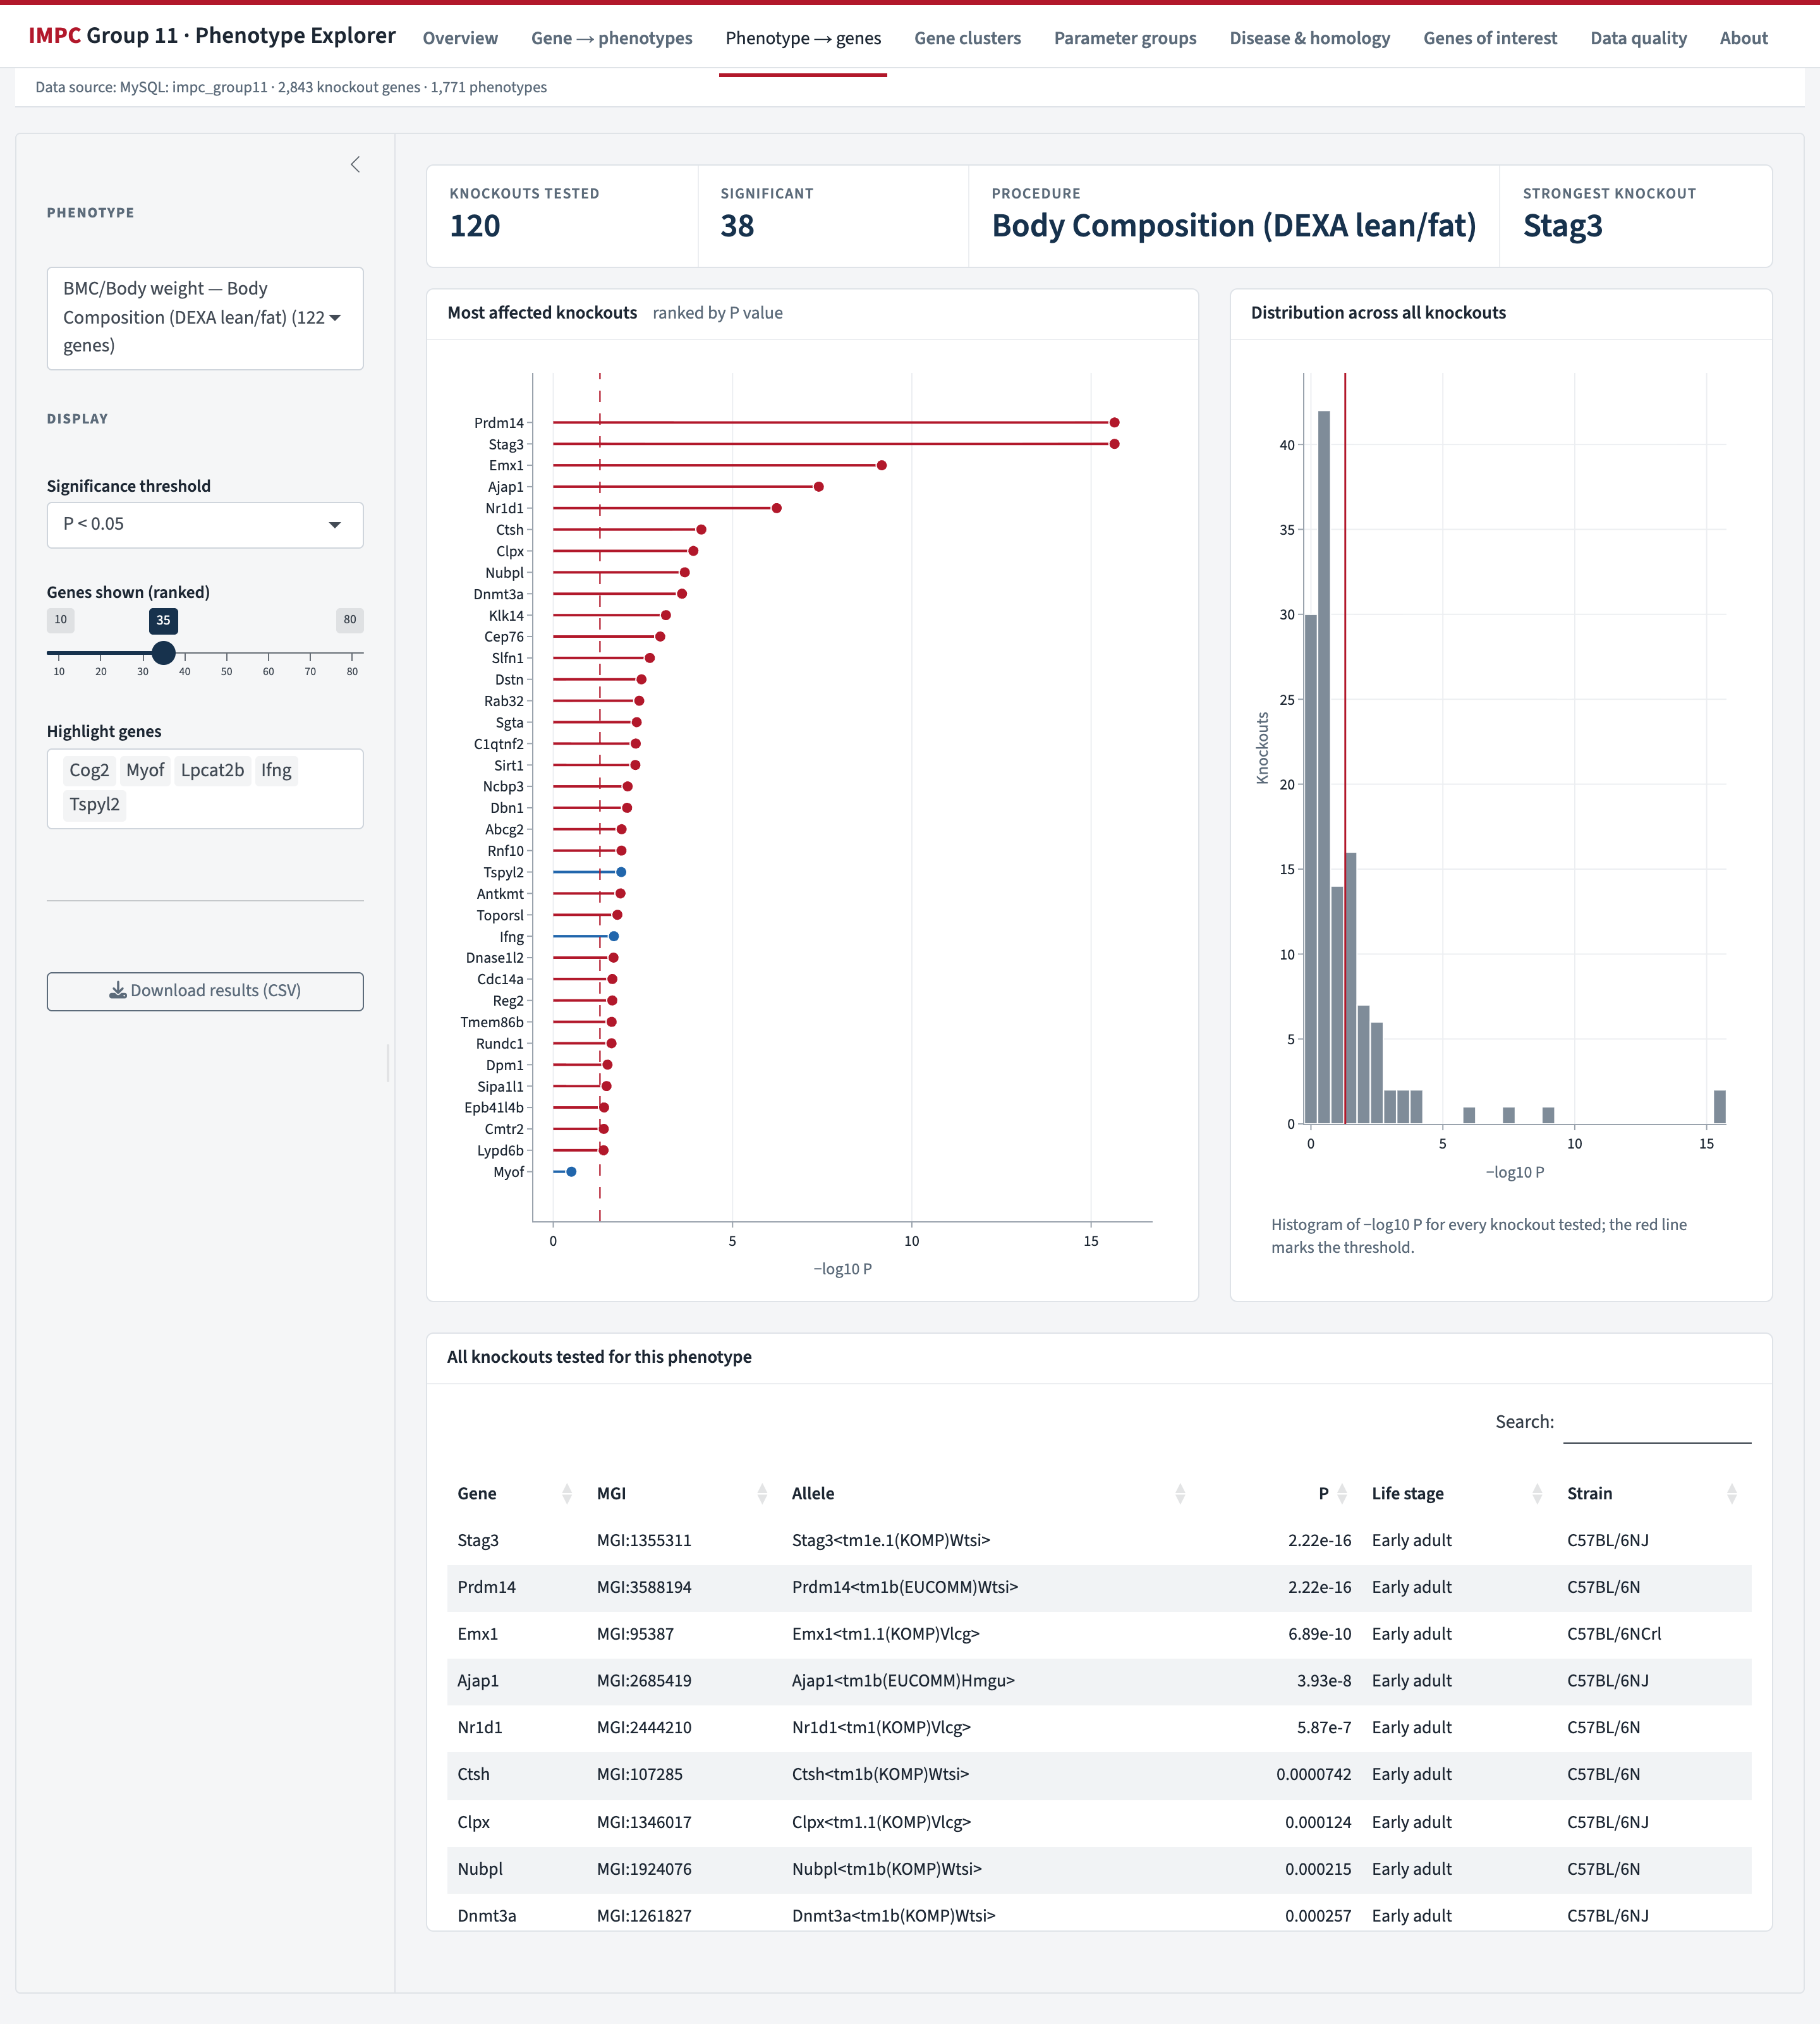 IMPC Group 11 · Phenotype Explorer
Overview
Gene → phenotypes
Phenotype → genes
Gene clusters
Parameter groups
Disease & homology
Genes of interest
Data quality
About
Data source: MySQL: impc_group11 · 2,843 knockout genes · 1,771 phenotypes
PHENOTYPE
BMC/Body weight — Body
Composition (DEXA lean/fat) (122
genes)
DISPLAY
Significance threshold
P < 0.05
Genes shown (ranked)
10 35 80
10 20 30 40 50 60 70 80
Highlight genes
Cog2 Myof Lpcat2b Ifng
Tspyl2
Download results (CSV)
KNOCKOUTS TESTED
120
SIGNIFICANT
38
PROCEDURE
Body Composition (DEXA lean/fat)
STRONGEST KNOCKOUT
Stag3
Most affected knockouts ranked by P value
Prdm14
Stag3
Emx1
Ajap1
Nr1d1
Ctsh
Clpx
Nubpl
Dnmt3a
Klk14
Cep76
Slfn1
Dstn
Rab32
Sgta
C1qtnf2
Sirt1
Ncbp3
Dbn1
Abcg2
Rnf10
Tspyl2
Antkmt
Toporsl
Ifng
Dnase1l2
Cdc14a
Reg2
Tmem86b
Rundc1
Dpm1
Sipa1l1
Epb41l4b
Cmtr2
Lypd6b
Myof
0 5 10 15
−log10 P
Distribution across all knockouts
40
35
30
25
20
15
10
5
0
Knockouts
0 5 10 15
−log10 P
Histogram of −log10 P for every knockout tested; the red line
marks the threshold.
All knockouts tested for this phenotype
Search:
Gene MGI Allele P Life stage Strain
Stag3 MGI:1355311 Stag3<tm1e.1(KOMP)Wtsi> 2.22e-16 Early adult C57BL/6NJ
Prdm14 MGI:3588194 Prdm14<tm1b(EUCOMM)Wtsi> 2.22e-16 Early adult C57BL/6N
Emx1 MGI:95387 Emx1<tm1.1(KOMP)Vlcg> 6.89e-10 Early adult C57BL/6NCrl
Ajap1 MGI:2685419 Ajap1<tm1b(EUCOMM)Hmgu> 3.93e-8 Early adult C57BL/6NJ
Nr1d1 MGI:2444210 Nr1d1<tm1(KOMP)Vlcg> 5.87e-7 Early adult C57BL/6N
Ctsh MGI:107285 Ctsh<tm1b(KOMP)Wtsi> 0.0000742 Early adult C57BL/6N
Clpx MGI:1346017 Clpx<tm1.1(KOMP)Vlcg> 0.000124 Early adult C57BL/6NJ
Nubpl MGI:1924076 Nubpl<tm1b(KOMP)Wtsi> 0.000215 Early adult C57BL/6N
Dnmt3a MGI:1261827 Dnmt3a<tm1b(KOMP)Wtsi> 0.000257 Early adult C57BL/6NJ